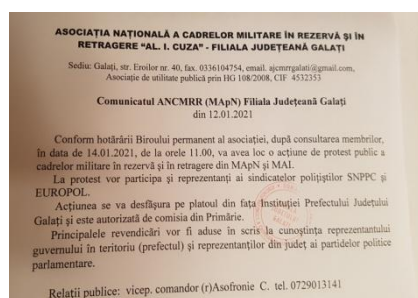 ASOCIAȚIA NAȚIONALĂ A CADRELOR MILITARE ÎN REZERVĂ ȘI ÎN
RETRAGERE “AL. I. CUZA” - FILIALA JUDEȚEANĂ GALAȚI
Sediu: Galați, str. Eroilor nr. 40, fax. 0336104754, email. ajcmrrgalati@gmail.com,
Asociație de utilitate publică prin HG 108/2008, CIF 4532353
Comunicatul ANCMRR (MApN) Filiala Județeană Galați
din 12.01.2021
Conform hotărârii Biroului permanent al asociației, după consultarea membrilor,
în data de 14.01.2021, de la orele 11.00, va avea loc o acțiune de protest public a
cadrelor militare în rezervă și în retragere din MApN și MAI.
La protest vor participa și reprezentanți ai sindicatelor polițiștilor SNPPC și
EUROPOL.
Acțiunea se va desfășura pe platoul din fața Instituției Prefectului Județului
Galați și este autorizată de comisia din Primărie.
Principalele revendicări vor fi aduse în scris la cunoștința reprezentantului
guvernului în teritoriu (prefectul) și reprezentanților din județ ai partidelor politice
parlamentare.
Relații publice: vicep. comandor (r)Asofronie C. tel. 0729013141